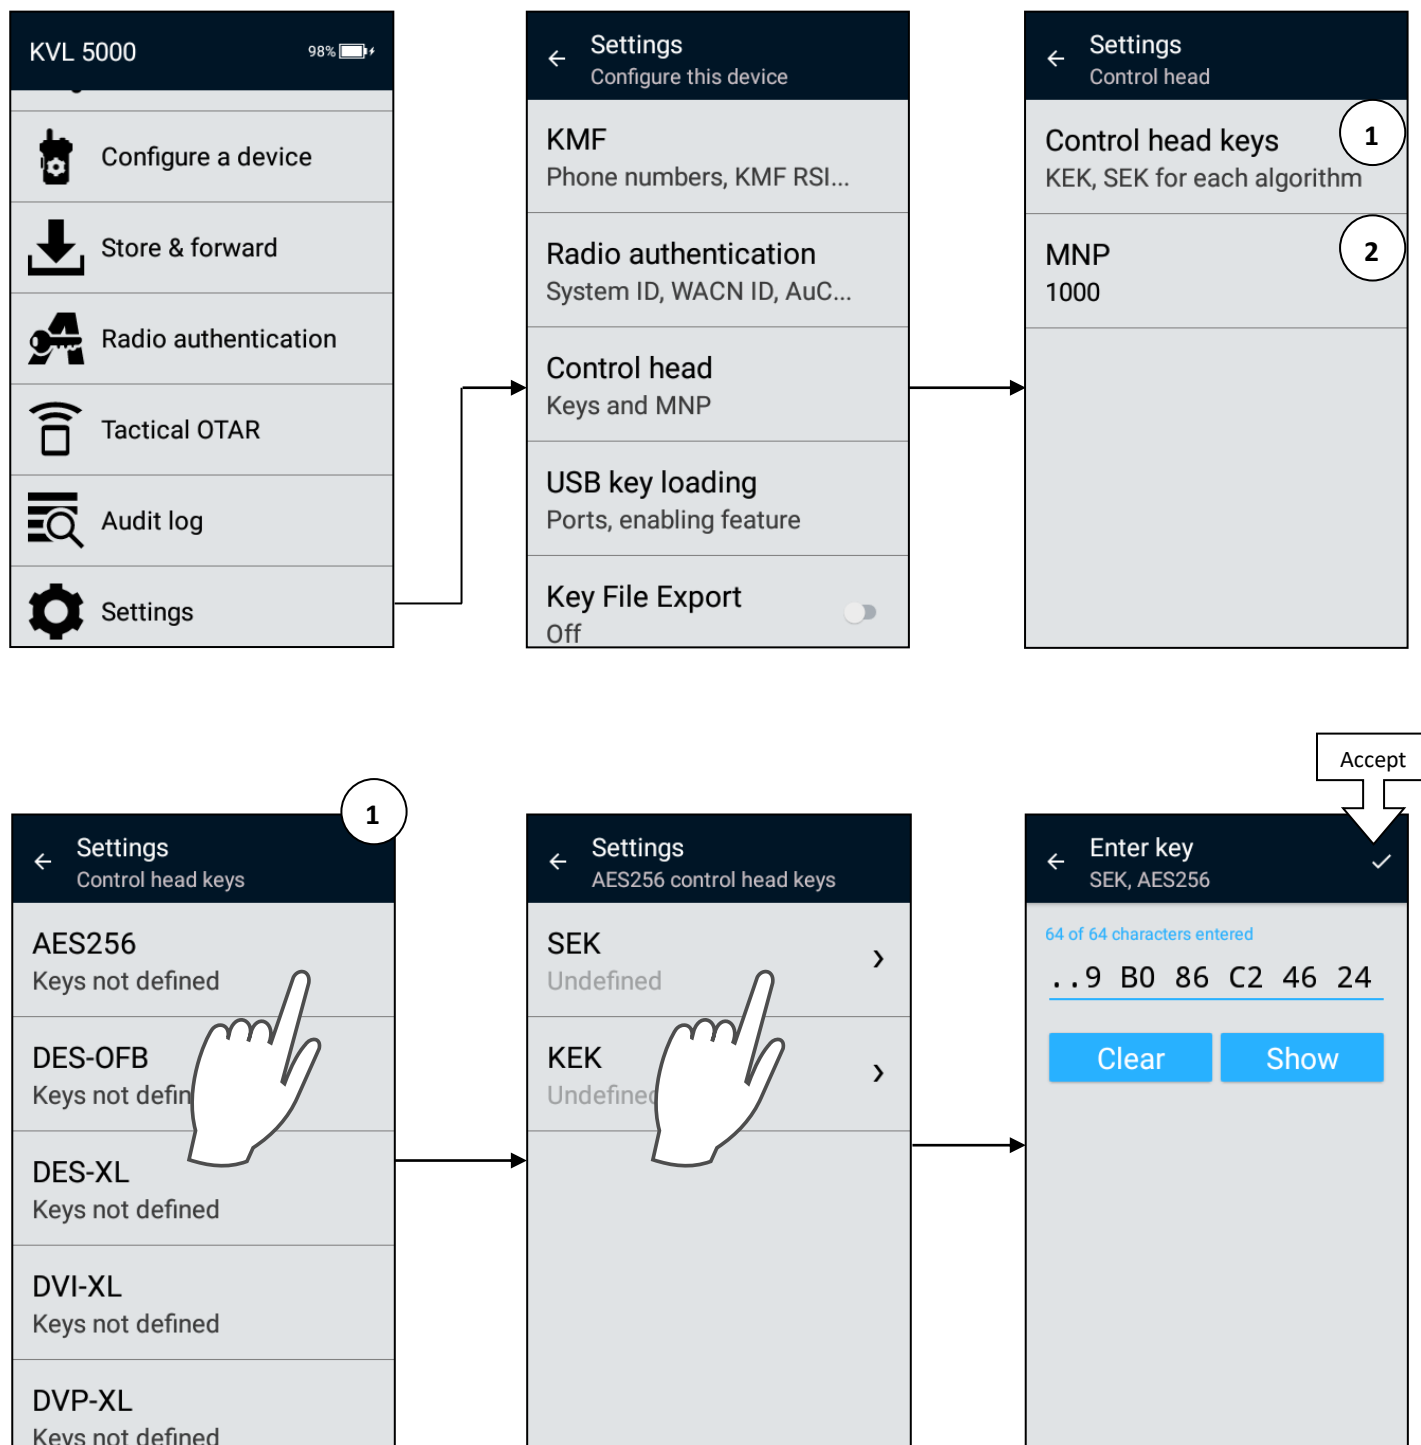 KVL 5000
98%
Configure a device
Store & forward
Radio authentication
Tactical OTAR
Audit log
Settings
Settings
Configure this device
KMF
Phone numbers, KMF RSI...
Radio authentication
System ID, WACN ID, AuC...
Control head
Keys and MNP
USB key loading
Ports, enabling feature
Key File Export
Off
Settings
Control head
1
Control head keys
KEK, SEK for each algorithm
2
MNP
1000
1
Settings
Control head keys
AES256
Keys not defined
DES-OFB
Keys not defin
DES-XL
Keys not defined
DVI-XL
Keys not defined
DVP-XL
Keys not defined
Settings
AES256 control head keys
SEK
Undefined
KEK
Undefined
Accept
Enter key
SEK, AES256
64 of 64 characters entered
..9 B0 86 C2 46 24
Clear Show